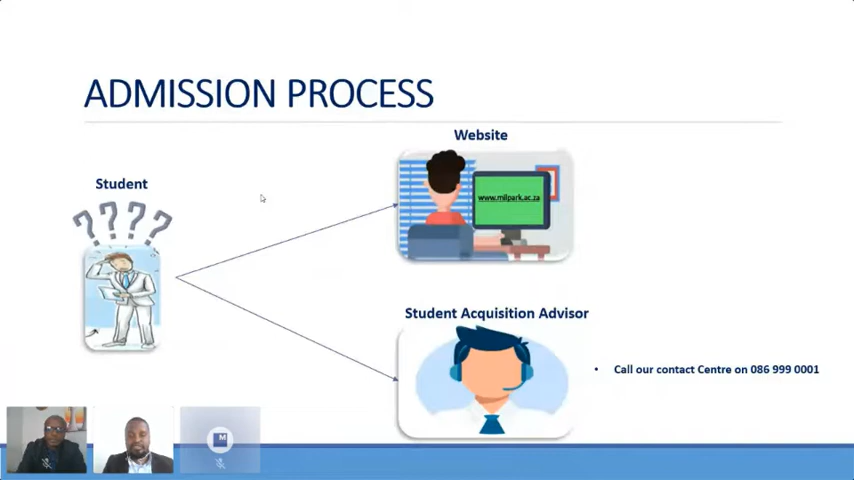 ADMISSION PROCESS
Website
Student
? ? ? ?
www.milpark.ac.za
Student Acquisition Advisor
• Call our contact Centre on 086 999 0001
M